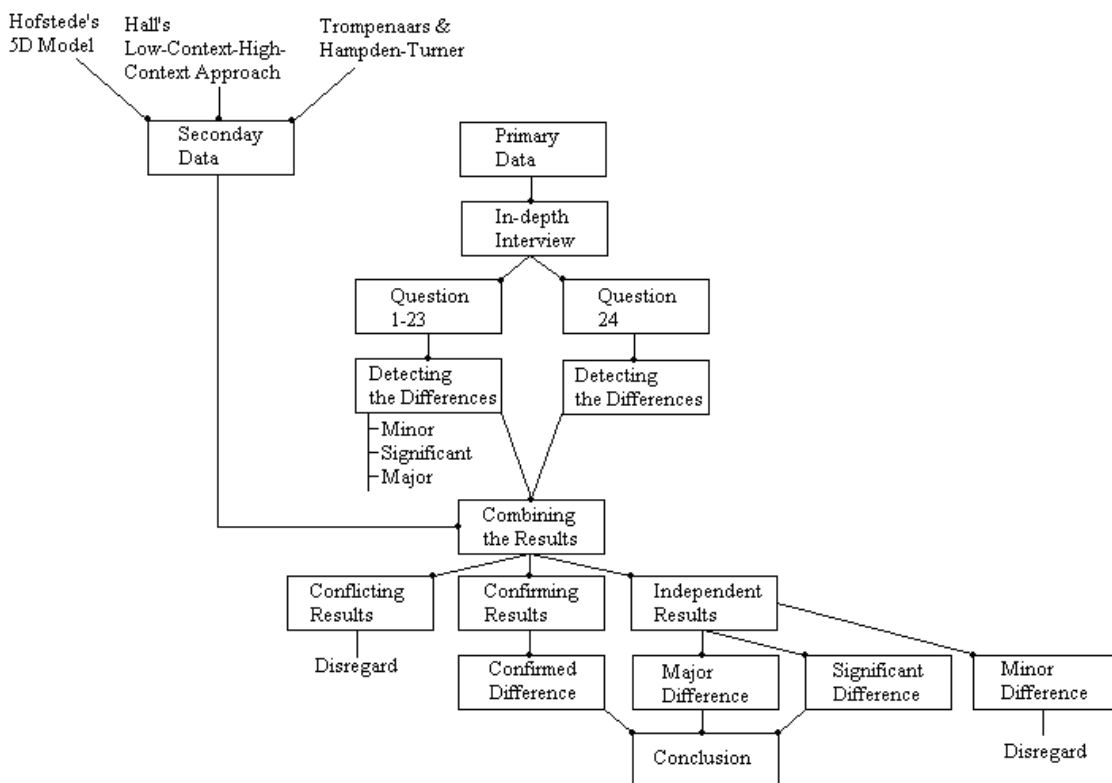 Hofstede's
5D Model
Hall's
Low-Context-High-
Context Approach
Trompenaars &
Hampden-Turner
Seconday
Data
Primary
Data
In-depth
Interview
Question
1-23
Question
24
Detecting
the Differences
Detecting
the Differences
Minor
Significant
Major
Combining
the Results
Conflicting
Results
Confirming
Results
Independent
Results
Disregard
Confirmed
Difference
Major
Difference
Significant
Difference
Minor
Difference
Conclusion
Disregard